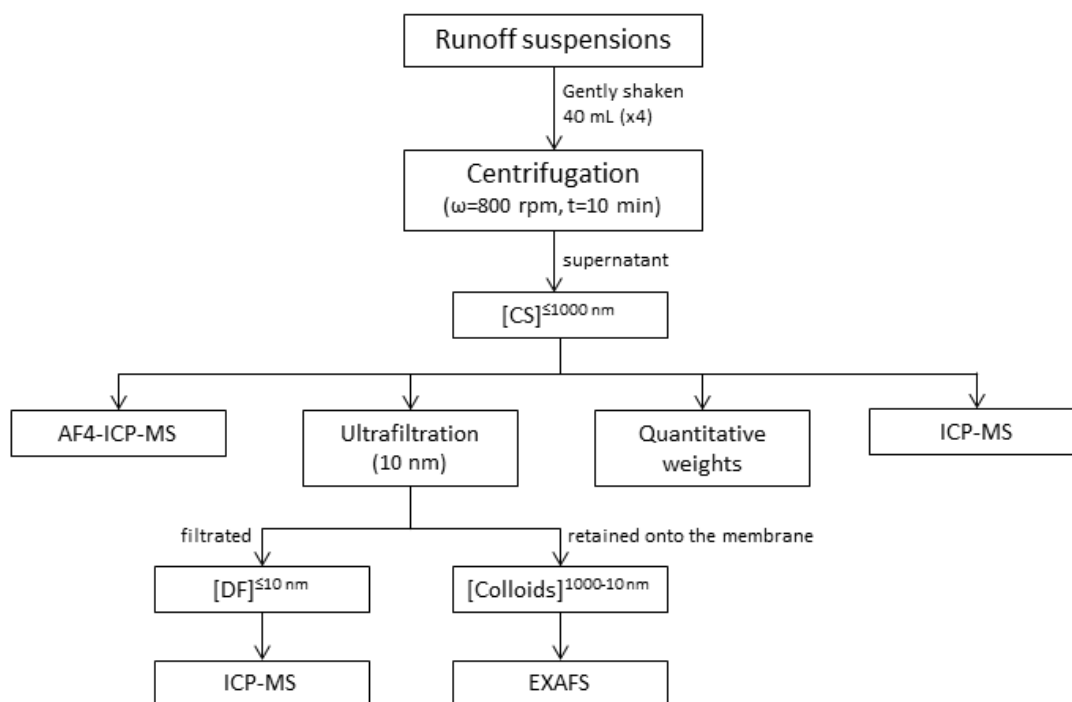 Runoff suspensions
Gently shaken
40 mL (x4)
Centrifugation
(ω=800 rpm, t=10 min)
supernatant
[CS]≤1000 nm
AF4-ICP-MS
Ultrafiltration
(10 nm)
Quantitative
weights
ICP-MS
filtrated
retained onto the membrane
[DF]≤10 nm
[Colloids]1000-10 nm
ICP-MS
EXAFS